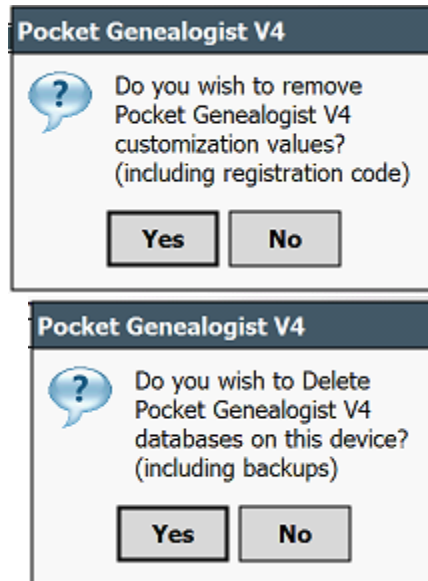 Pocket Genealogist V4
?
Do you wish to remove
Pocket Genealogist V4
customization values?
(including registration code)
Yes No
Pocket Genealogist V4
?
Do you wish to Delete
Pocket Genealogist V4
databases on this device?
(including backups)
Yes No